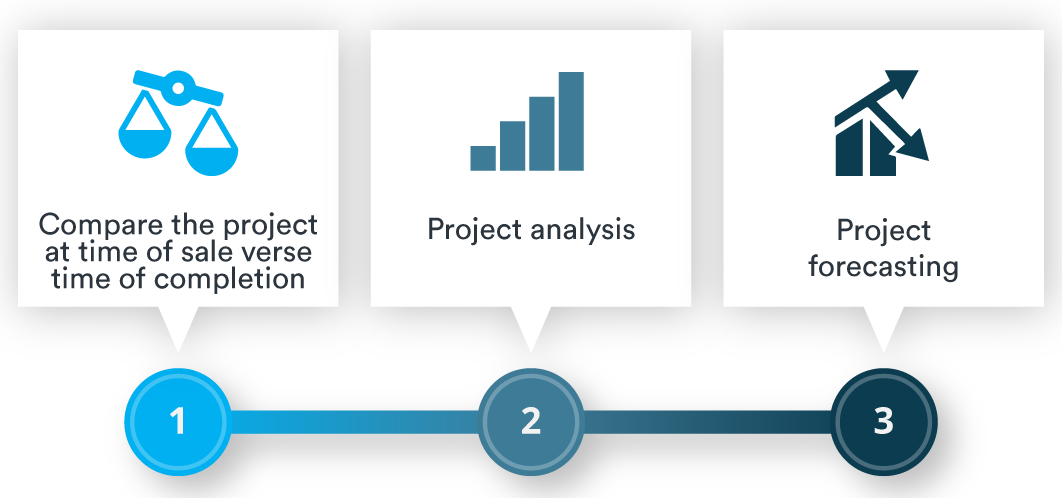 Compare the project
at time of sale verse
time of completion
Project analysis
Project
forecasting
1
2
3